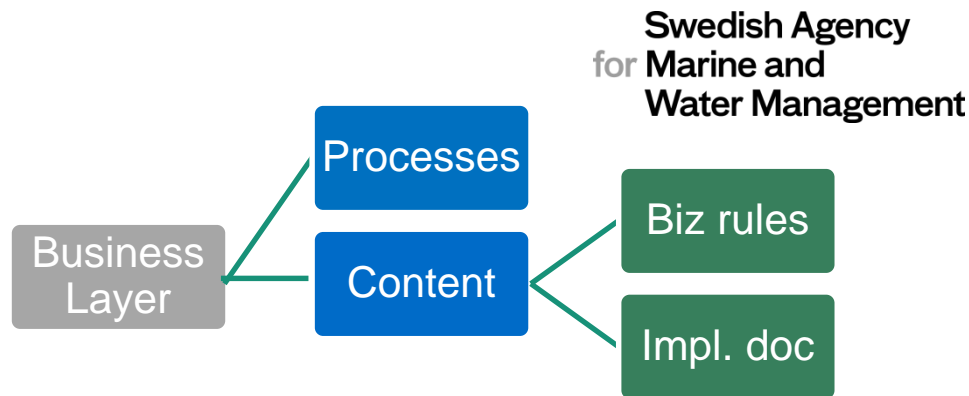 Swedish Agency
for Marine and
Water Management
Processes
Biz rules
Business
Layer
Content
Impl. doc